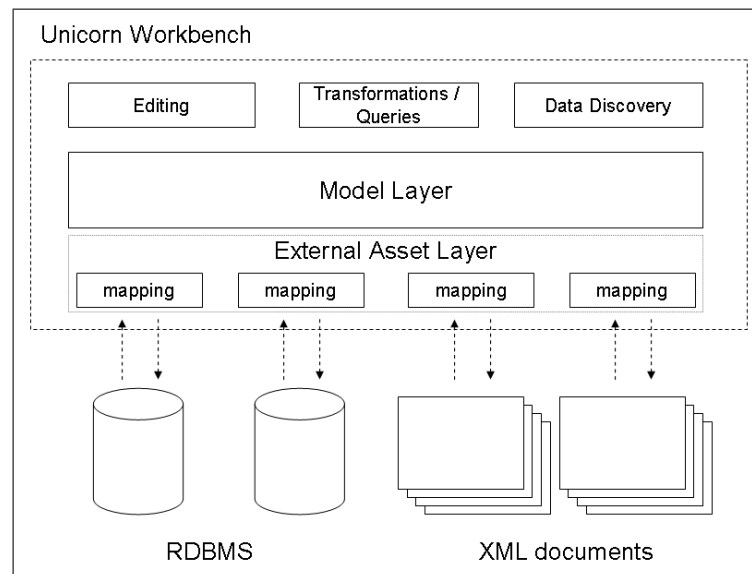 Unicorn Workbench
Editing
Transformations /
Queries
Data Discovery
Model Layer
External Asset Layer
mapping
mapping
mapping
mapping
RDBMS
XML documents